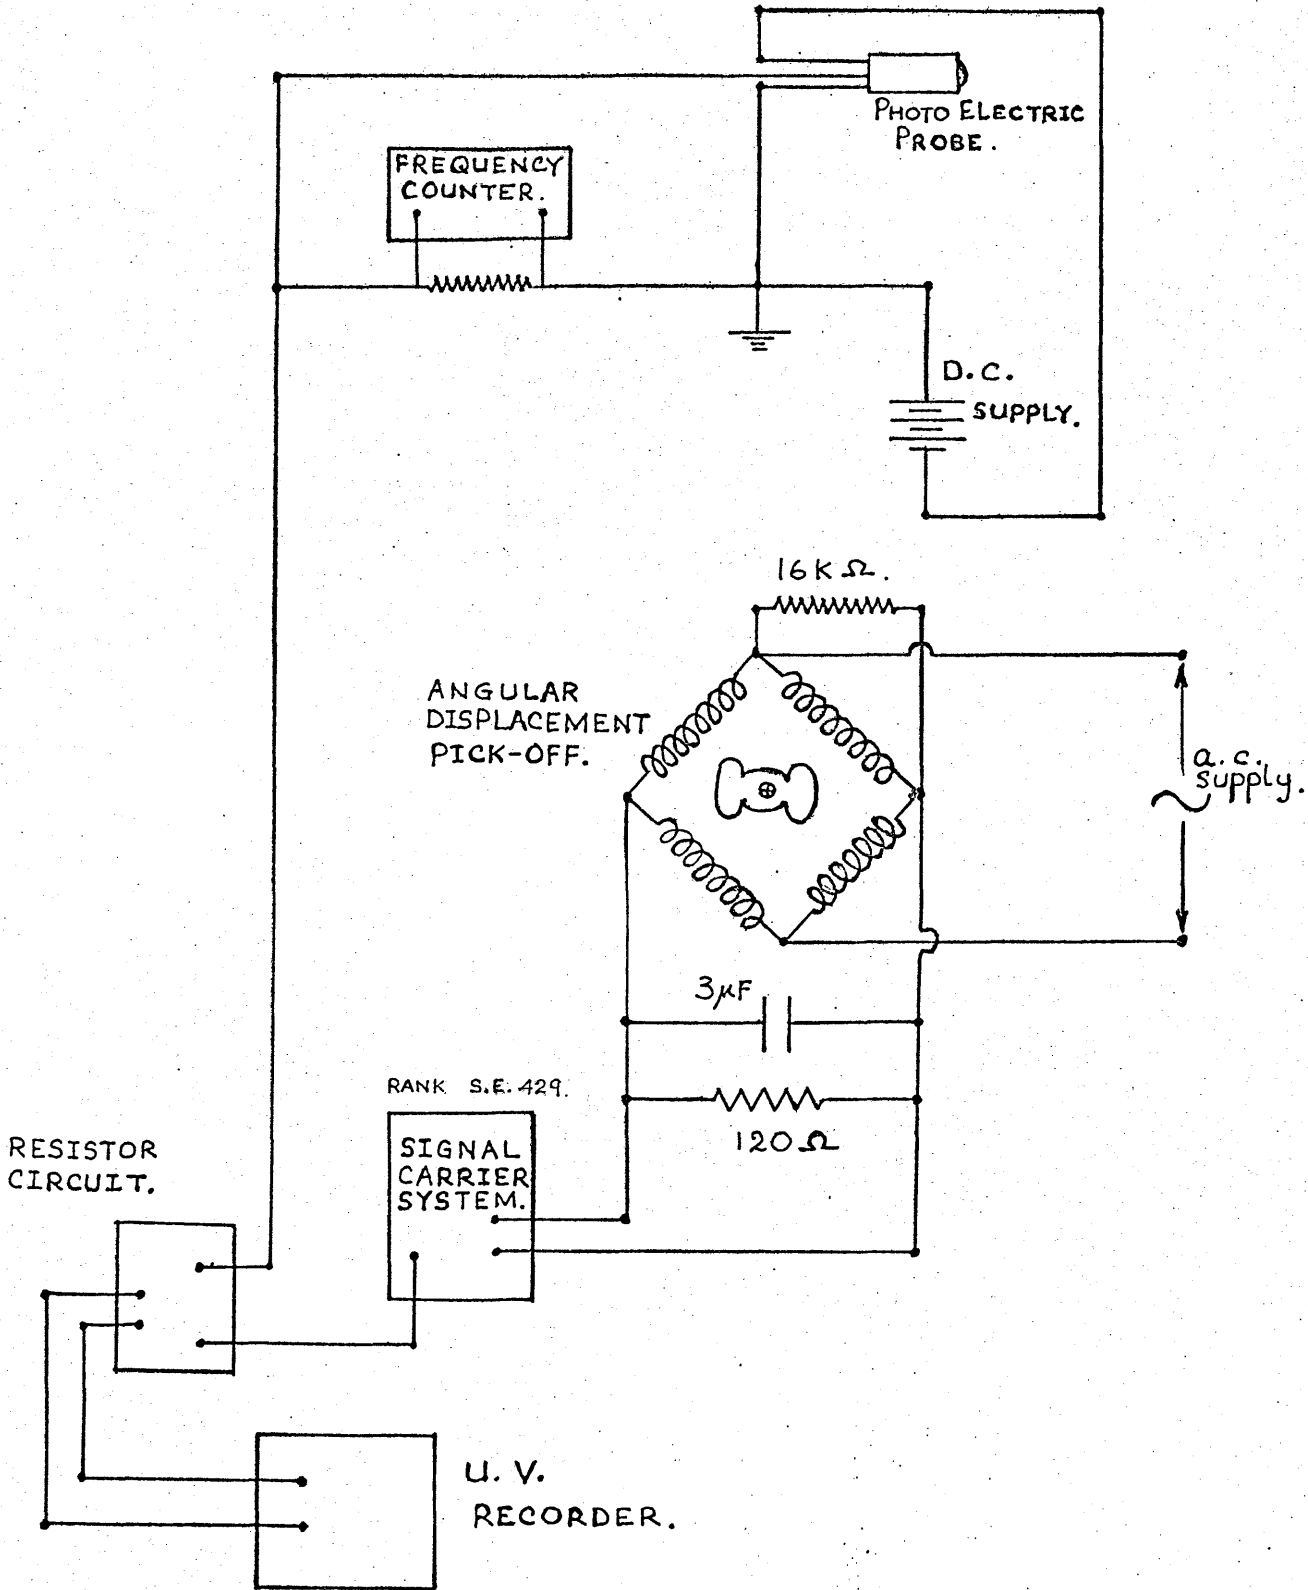 PHOTO ELECTRIC
PROBE.
FREQUENCY
COUNTER.
D.C.
SUPPLY.
16K Ω.
ANGULAR
DISPLACEMENT
PICK-OFF.
a.c.
supply.
3μF
RANK S.E. 429.
120Ω
SIGNAL
CARRIER
SYSTEM.
RESISTOR
CIRCUIT.
U.V.
RECORDER.